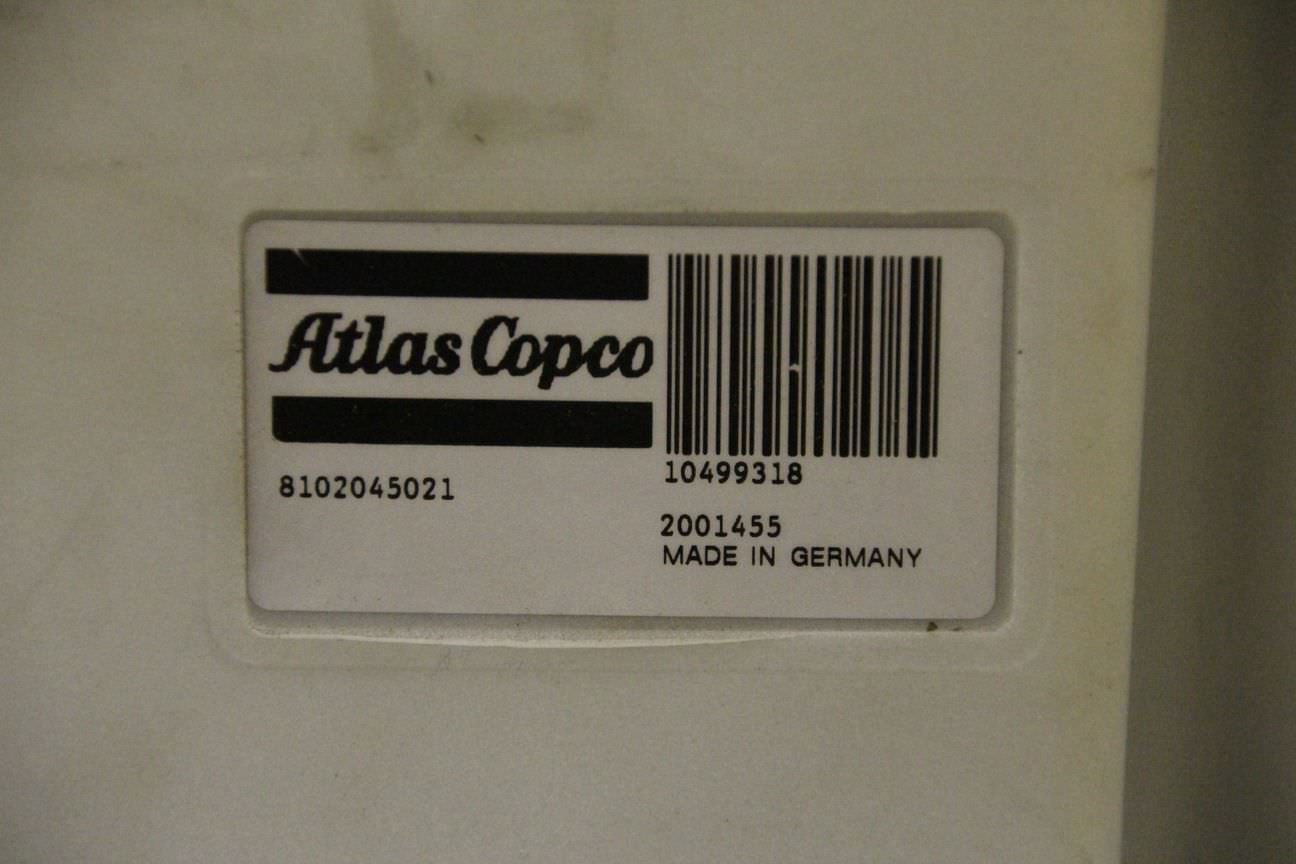 Atlas Copco
8102045021
10499318
2001455
MADE IN GERMANY